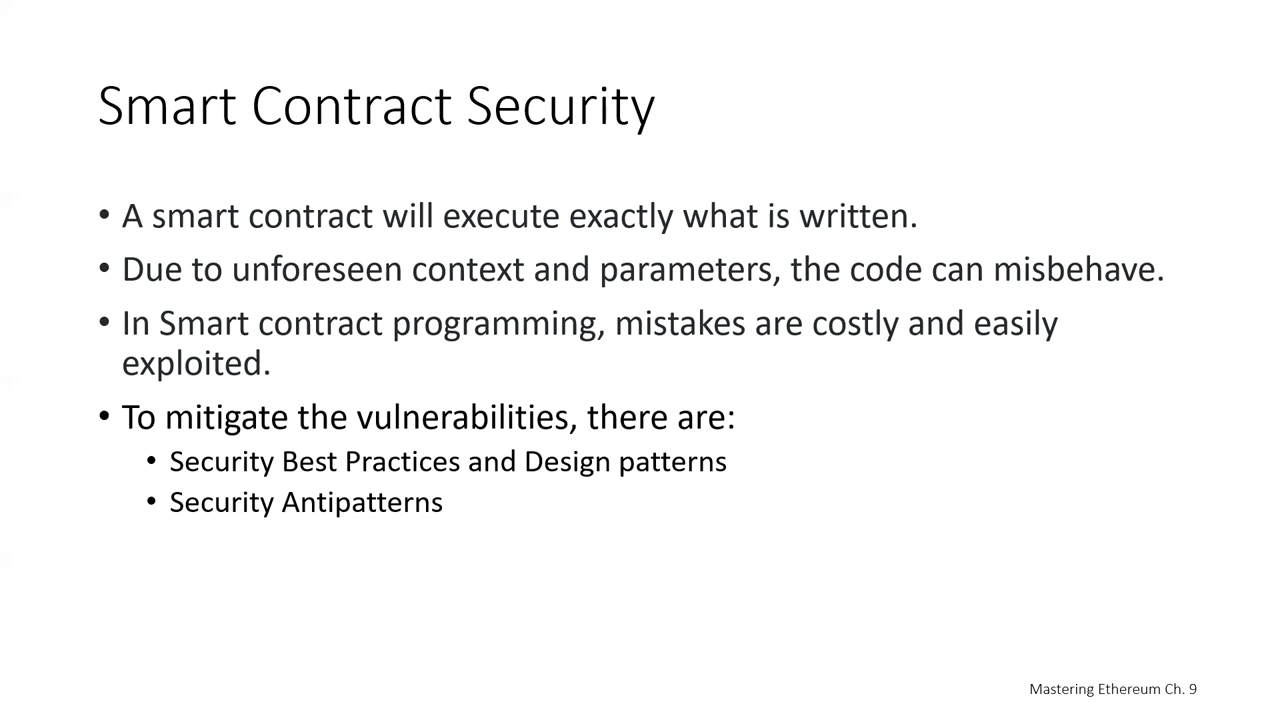 Smart Contract Security
• A smart contract will execute exactly what is written.
• Due to unforeseen context and parameters, the code can misbehave.
• In Smart contract programming, mistakes are costly and easily
exploited.
• To mitigate the vulnerabilities, there are:
• Security Best Practices and Design patterns
• Security Antipatterns
Mastering Ethereum Ch. 9